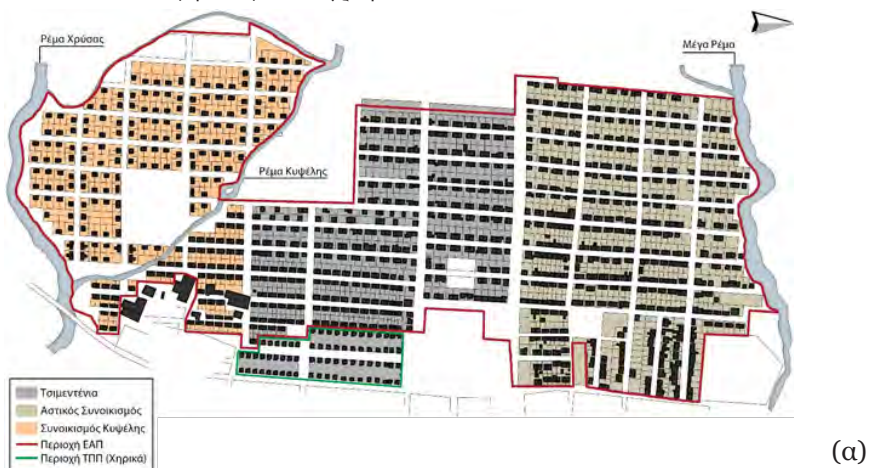 Ρέμα Χρύσας
Μέγα Ρέμα
Ρέμα Κυψέλης
Τσιμεντένια
Αστικός Συνοικισμός
Συνοικισμός Κυψέλης
Περιοχή ΕΑΠ
Περιοχή ΤΠΠ (Χηρικά)
(α)